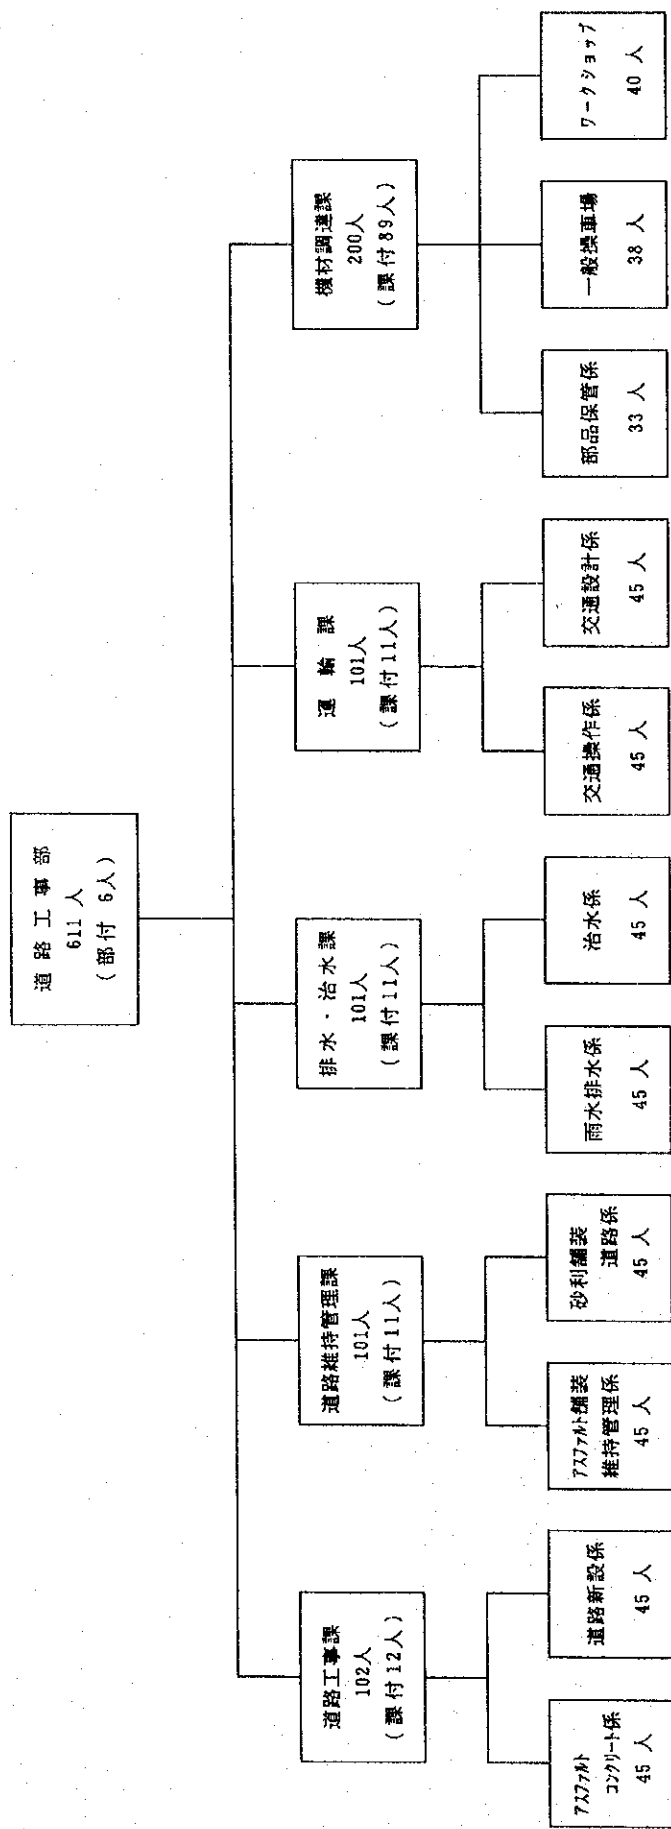 道路工事部
611人
(部付 6人)
道路工事課
102人
(課付12人)
道路維持管理課
101人
(課付11人)
排水・治水課
101人
(課付11人)
運輸課
101人
(課付11人)
機材調達課
200人
(課付89人)
アスファルト
コンクリート係
45人
道路新設係
45人
アスファルト舗装
維持管理係
45人
砂利舗装
道路係
45人
雨水排水係
45人
治水係
45人
交通操作係
45人
交通設計係
45人
部品保管係
33人
一般操車場
38人
ワークショップ
40人